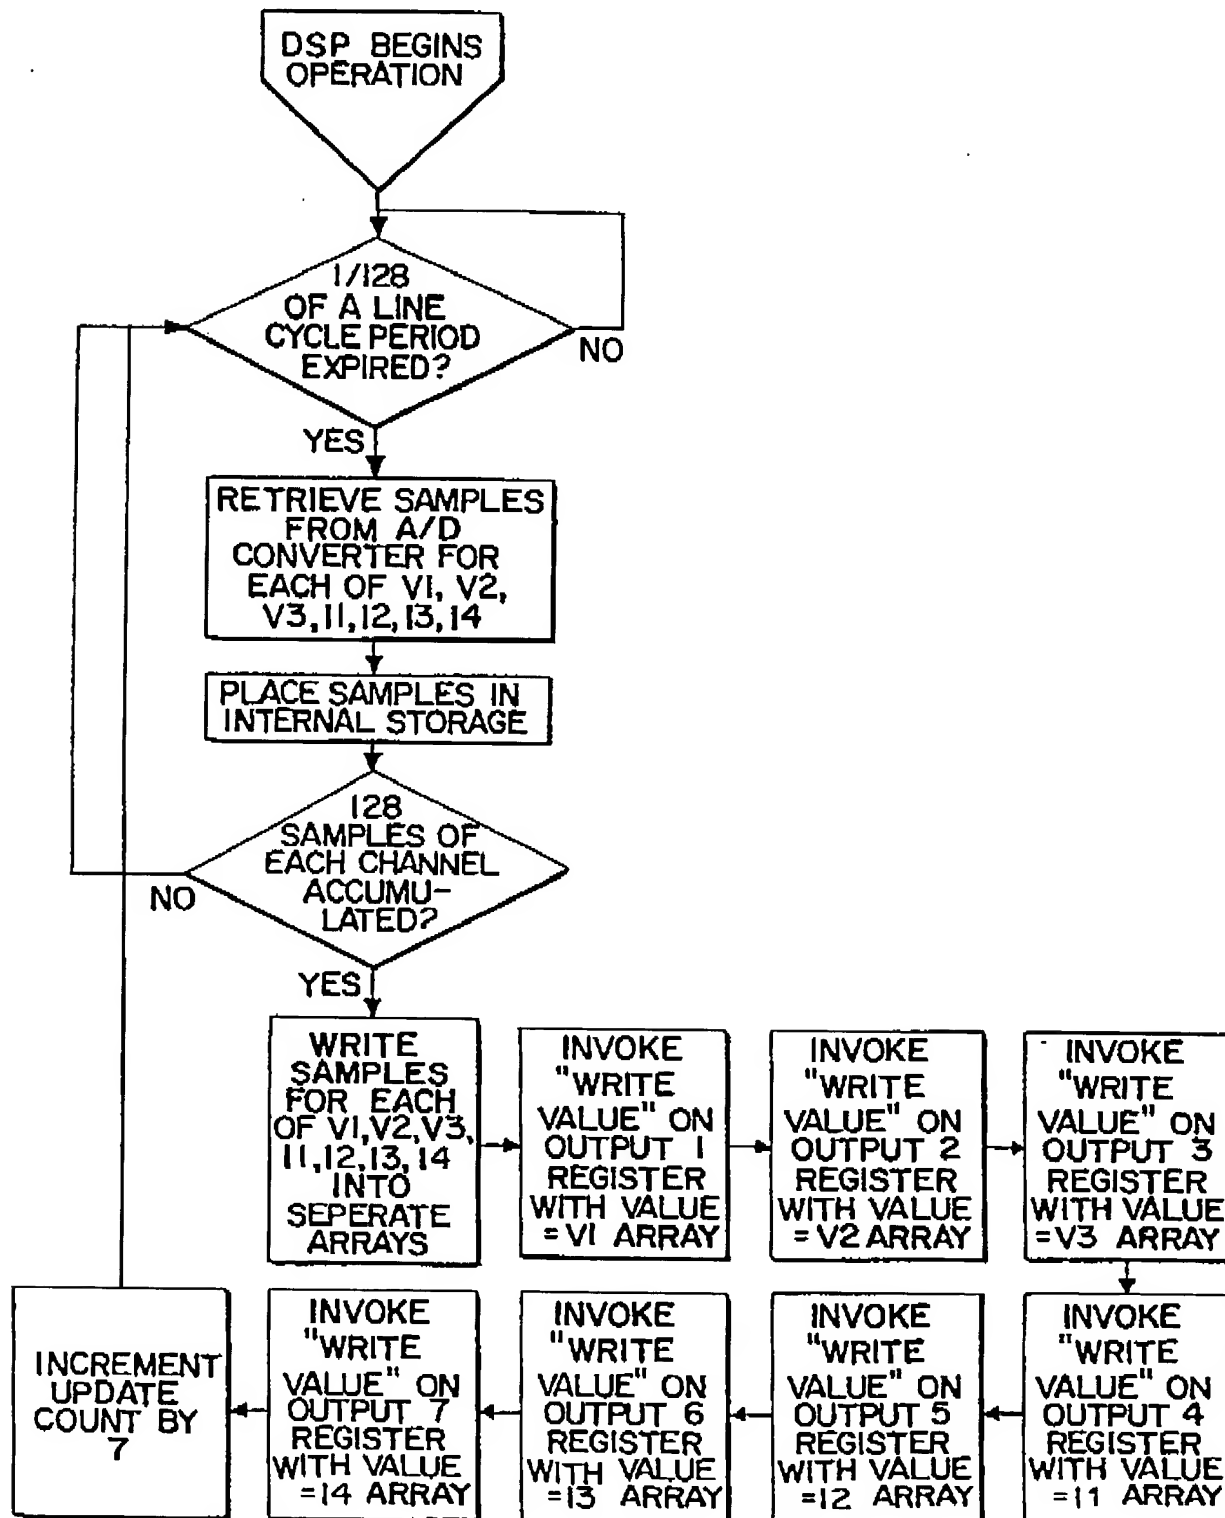 DSP BEGINS
OPERATION
1/128
OF A LINE
CYCLE PERIOD
EXPIRED?
NO
YES
RETRIEVE SAMPLES
FROM A/D
CONVERTER FOR
EACH OF V1, V2,
V3, I1, I2, I3, I4
PLACE SAMPLES IN
INTERNAL STORAGE
128
SAMPLES OF
EACH CHANNEL
ACCUMU-
LATED?
NO
YES
WRITE
SAMPLES
FOR EACH
OF V1, V2, V3,
I1, I2, I3, I4
INTO
SEPERATE
ARRAYS
INVOKE
"WRITE
VALUE" ON
OUTPUT 1
REGISTER
WITH VALUE
=V1 ARRAY
INVOKE
"WRITE
VALUE" ON
OUTPUT 2
REGISTER
WITH VALUE
=V2 ARRAY
INVOKE
"WRITE
VALUE" ON
OUTPUT 3
REGISTER
WITH VALUE
=V3 ARRAY
INVOKE
"WRITE
VALUE" ON
OUTPUT 4
REGISTER
WITH VALUE
=I1 ARRAY
INVOKE
"WRITE
VALUE" ON
OUTPUT 5
REGISTER
WITH VALUE
=I2 ARRAY
INVOKE
"WRITE
VALUE" ON
OUTPUT 6
REGISTER
WITH VALUE
=I3 ARRAY
INVOKE
"WRITE
VALUE" ON
OUTPUT 7
REGISTER
WITH VALUE
=I4 ARRAY
INCREMENT
UPDATE
COUNT BY
7